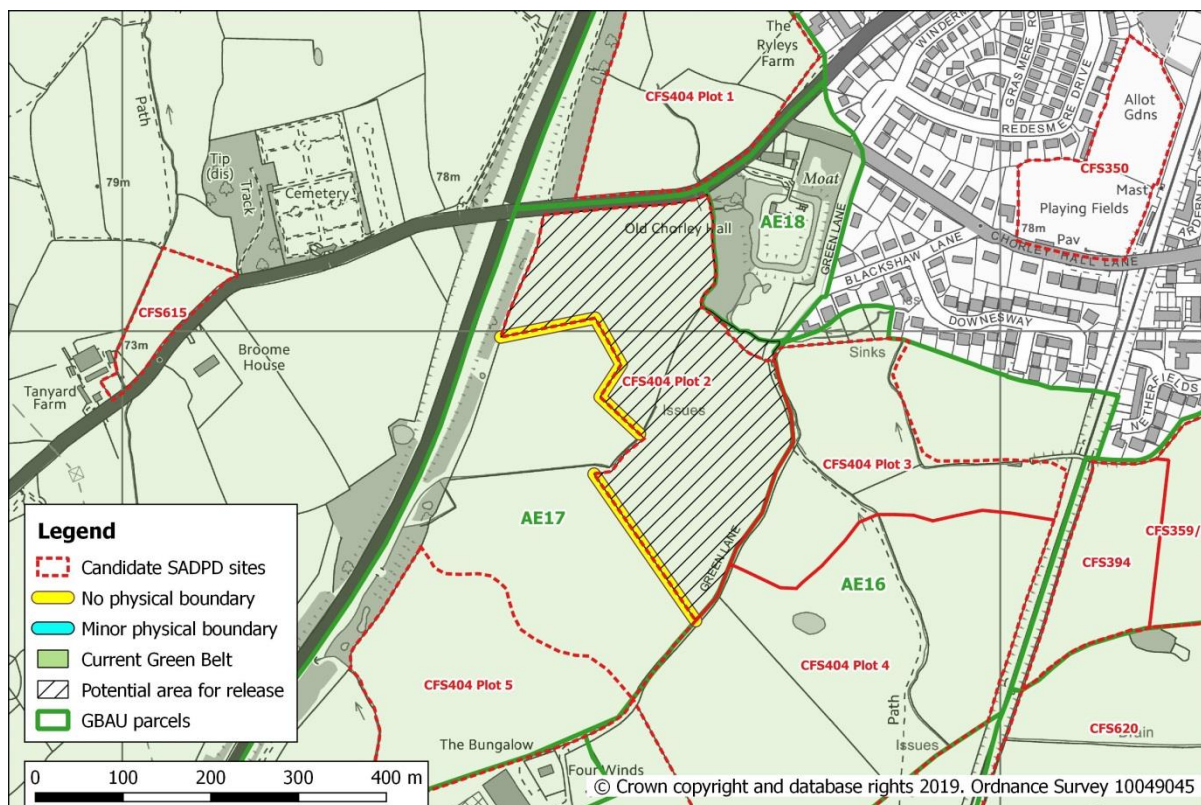 The
Ryleys
Farm
WINDERM
GRASMERE RO
REDESMERE DRIVE
Allot
Gdns
CFS404 Plot 1
CFS350
Path
79m
Tip
(dis)
Track
Cemetery
78m
Moat
AE18
Old Chorley Hall
GREEN LANE
Mast
Playing Fields
78m
Pav
CHORLEY HALL LANE
BLACKSHAW LANE
DOWNESWAY
Sinks
NETHERFIELDS
CFS615
73m
Broome
House
Tanyard
Farm
CFS404 Plot 2
Issues
CFS404 Plot 3
AE17
GREEN LANE
CFS359/
CFS394
AE16
CFS404 Plot 5
CFS404 Plot 4
Path
The Bungalow
Four Winds
Issues
CFS620
Drain
Legend
Candidate SADPD sites
No physical boundary
Minor physical boundary
Current Green Belt
Potential area for release
GBAU parcels
0 100 200 300 400 m
© Crown copyright and database rights 2019. Ordnance Survey 10049045